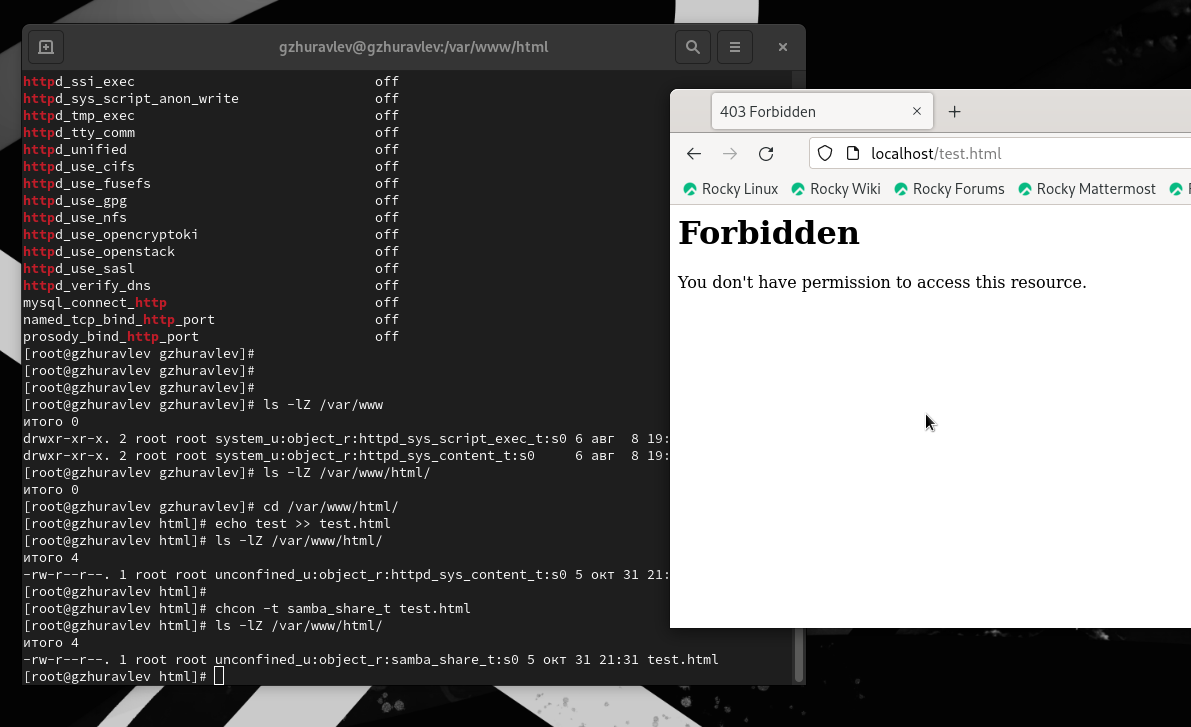 gzhuravlev@gzhuravlev:/var/www/html
httpd_ssi_exec off
httpd_sys_script_anon_write off
httpd_tmp_exec off
httpd_tty_comm off
httpd_unified off
httpd_use_cifs off
httpd_use_fusefs off
httpd_use_gpg off
httpd_use_nfs off
httpd_use_opencryptoki off
httpd_use_openstack off
httpd_use_sasl off
httpd_verify_dns off
mysql_connect_http off
named_tcp_bind_http_port off
prosody_bind_http_port off
[root@gzhuravlev gzhuravlev]#
[root@gzhuravlev gzhuravlev]#
[root@gzhuravlev gzhuravlev]#
[root@gzhuravlev gzhuravlev]# ls -lZ /var/www
итого 0
drwxr-xr-x. 2 root root system_u:object_r:httpd_sys_script_exec_t:s0 6 авг 8 19:
drwxr-xr-x. 2 root root system_u:object_r:httpd_sys_content_t:s0 6 авг 8 19:
[root@gzhuravlev gzhuravlev]# ls -lZ /var/www/html/
итого 0
[root@gzhuravlev gzhuravlev]# cd /var/www/html/
[root@gzhuravlev html]# echo test >> test.html
[root@gzhuravlev html]# ls -lZ /var/www/html/
итого 4
-rw-r--r--. 1 root root unconfined_u:object_r:httpd_sys_content_t:s0 5 окт 31 21:
[root@gzhuravlev html]#
[root@gzhuravlev html]# chcon -t samba_share_t test.html
[root@gzhuravlev html]# ls -lZ /var/www/html/
итого 4
-rw-r--r--. 1 root root unconfined_u:object_r:samba_share_t:s0 5 окт 31 21:31 test.html
[root@gzhuravlev html]#
403 Forbidden
localhost/test.html
Rocky Linux Rocky Wiki Rocky Forums Rocky Mattermost
Forbidden
You don't have permission to access this resource.